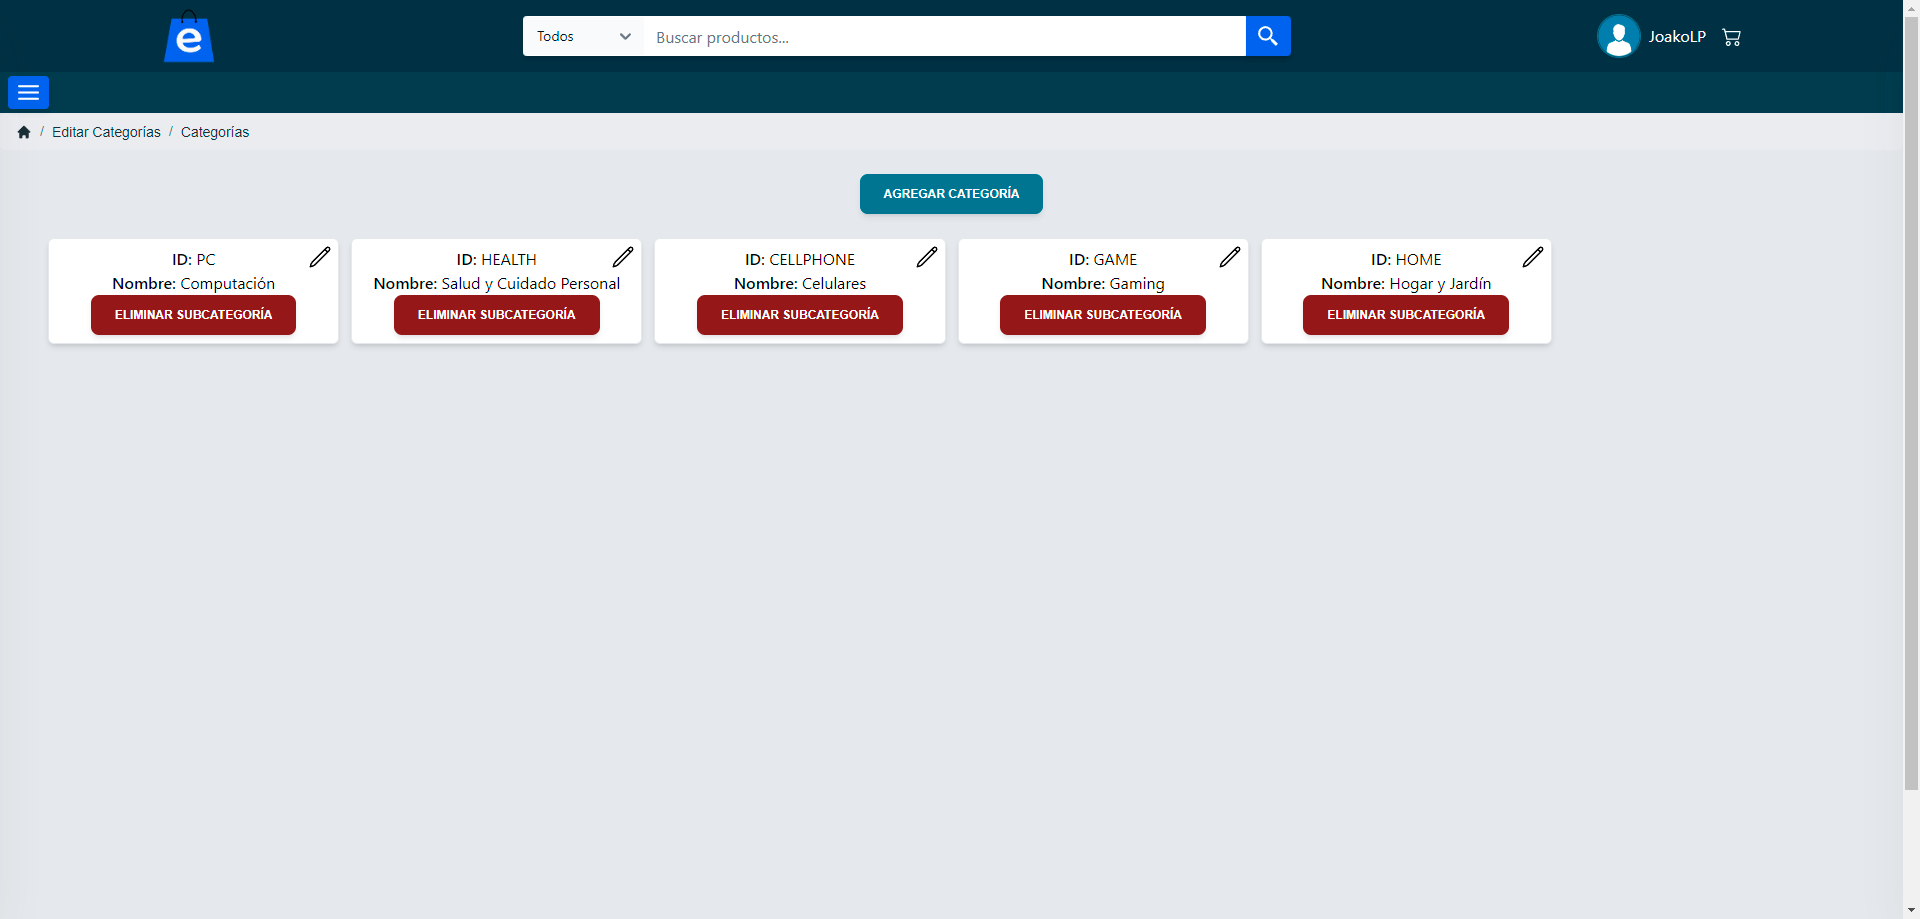 e
Todos
Buscar productos...
JoakoLP
/ Editar Categorías / Categorías
AGREGAR CATEGORÍA
ID: PC
Nombre: Computación
ELIMINAR SUBCATEGORÍA
ID: HEALTH
Nombre: Salud y Cuidado Personal
ELIMINAR SUBCATEGORÍA
ID: CELLPHONE
Nombre: Celulares
ELIMINAR SUBCATEGORÍA
ID: GAME
Nombre: Gaming
ELIMINAR SUBCATEGORÍA
ID: HOME
Nombre: Hogar y Jardín
ELIMINAR SUBCATEGORÍA